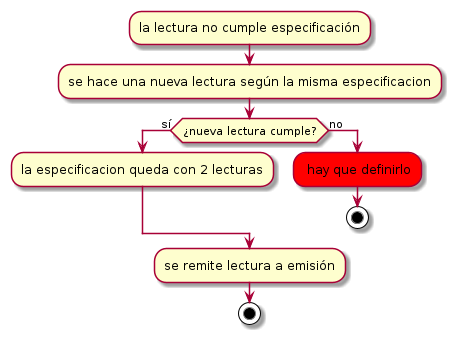 la lectura no cumple especificación
se hace una nueva lectura según la misma especificacion
sí
¿nueva lectura cumple?
no
la especificacion queda con 2 lecturas
hay que definirlo
se remite lectura a emisión